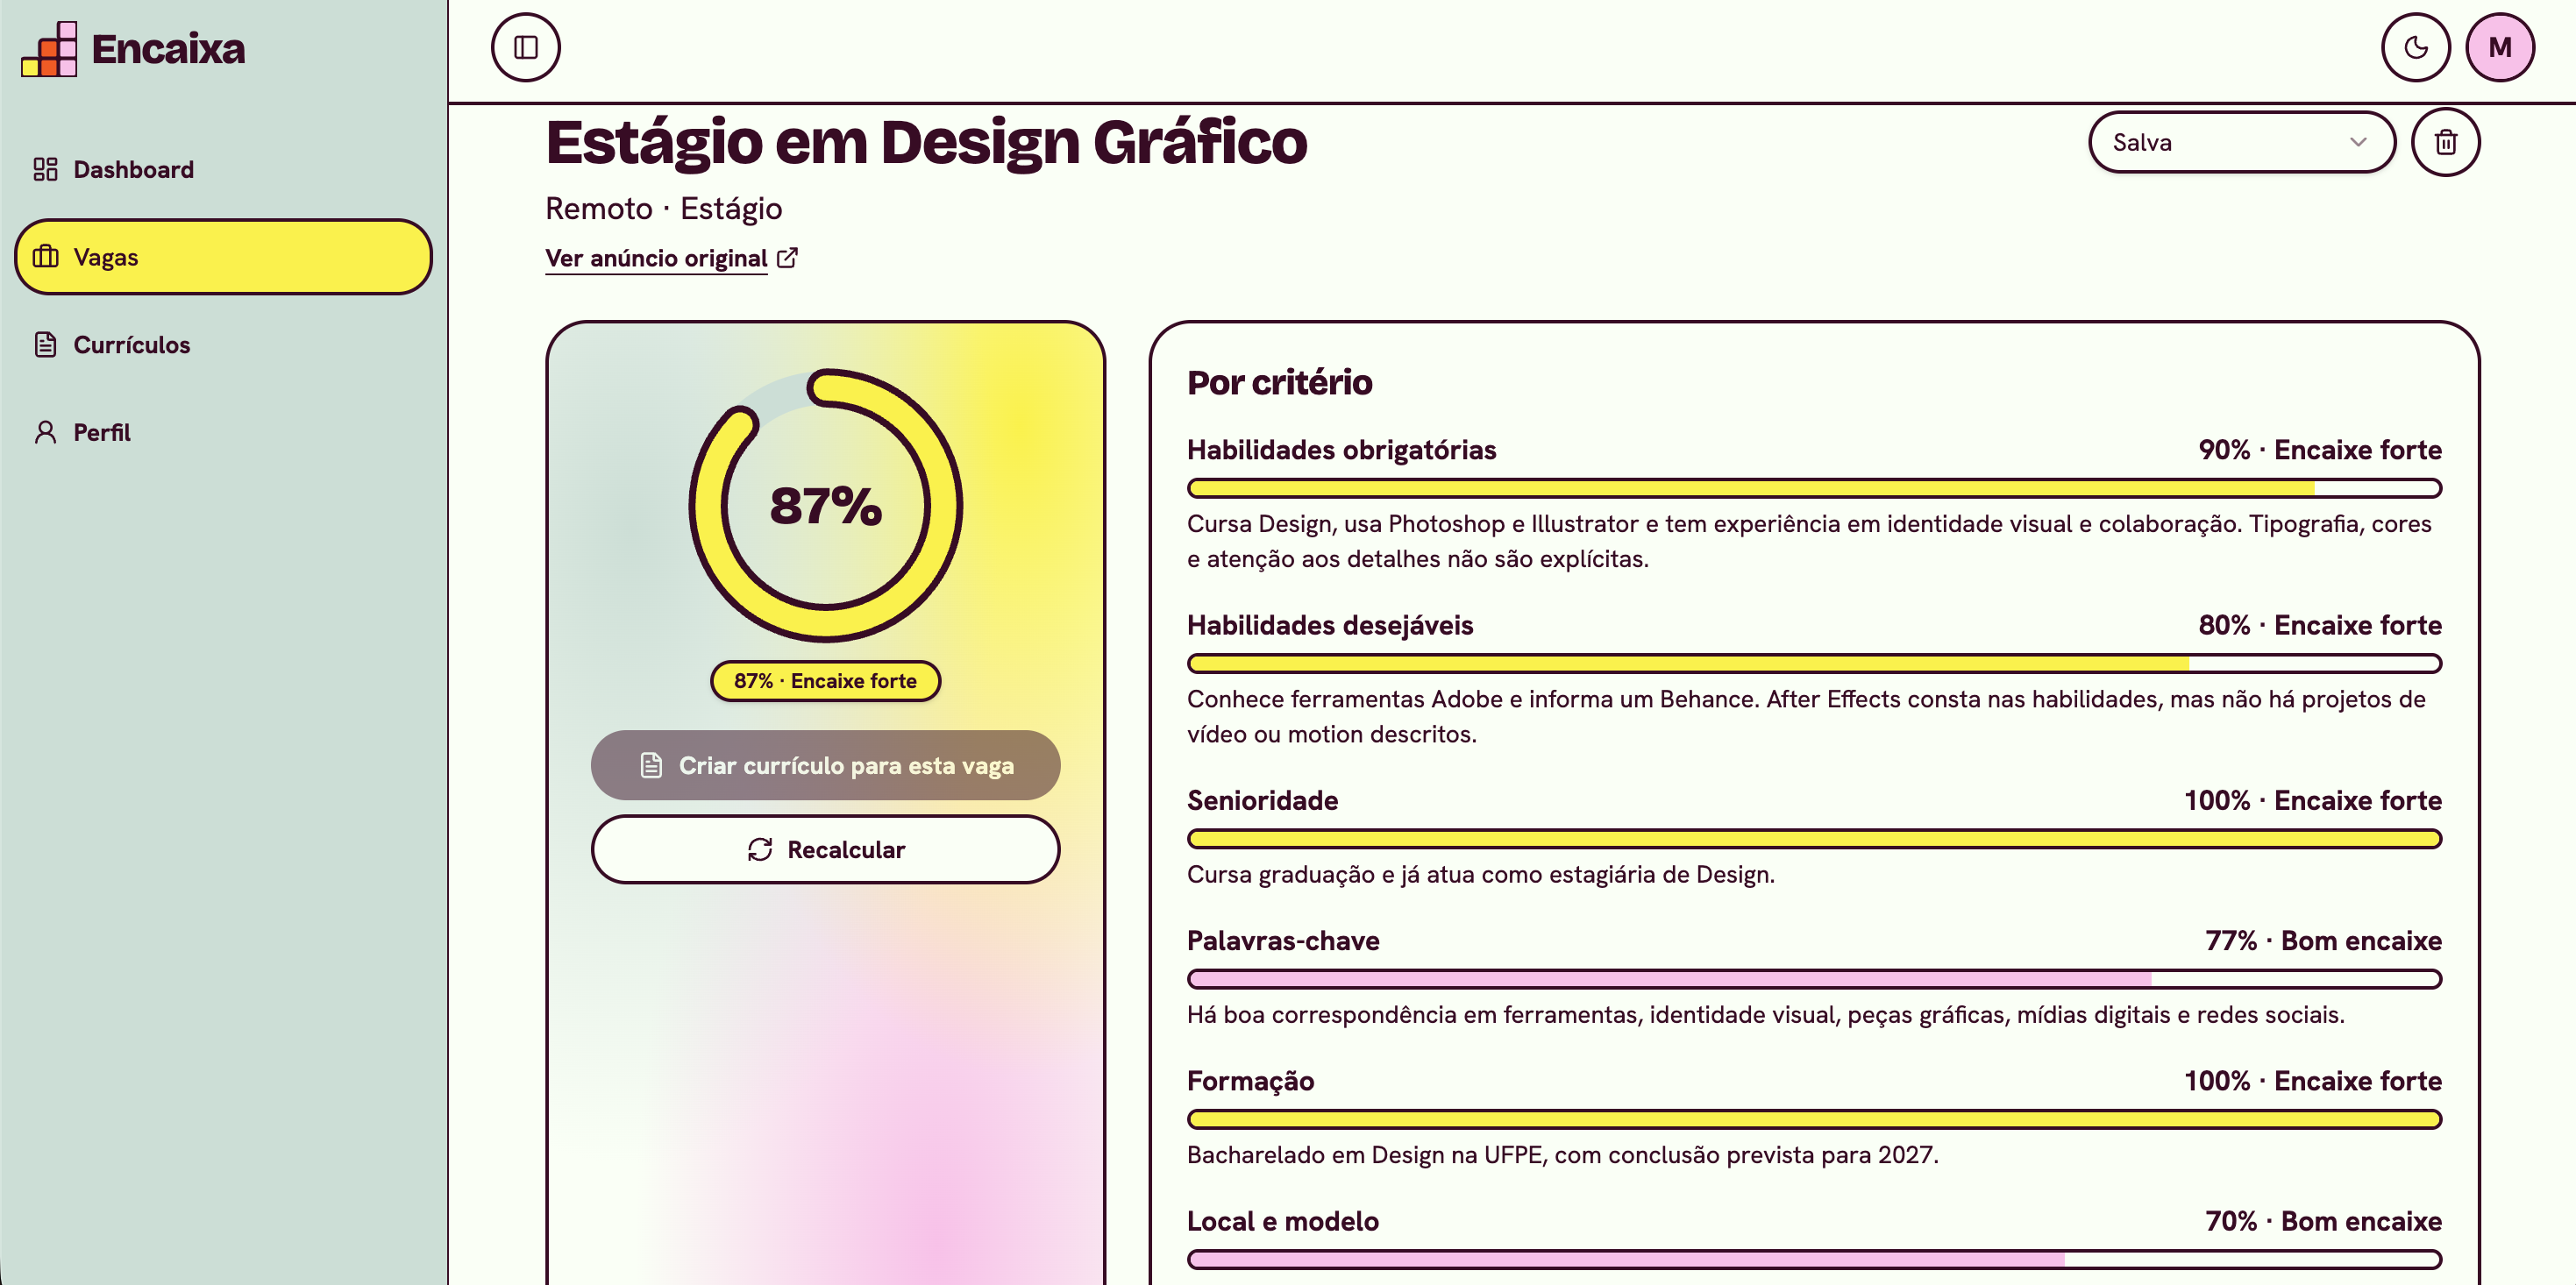 Encaixa
Dashboard
Vagas
Currículos
Perfil
M
Estágio em Design Gráfico
Salva
Remoto · Estágio
Ver anúncio original
87%
87% · Encaixe forte
Criar currículo para esta vaga
Recalcular
Por critério
Habilidades obrigatórias
90% · Encaixe forte
Cursa Design, usa Photoshop e Illustrator e tem experiência em identidade visual e colaboração. Tipografia, cores
e atenção aos detalhes não são explícitas.
Habilidades desejáveis
80% · Encaixe forte
Conhece ferramentas Adobe e informa um Behance. After Effects consta nas habilidades, mas não há projetos de
vídeo ou motion descritos.
Senioridade
100% · Encaixe forte
Cursa graduação e já atua como estagiária de Design.
Palavras-chave
77% · Bom encaixe
Há boa correspondência em ferramentas, identidade visual, peças gráficas, mídias digitais e redes sociais.
Formação
100% · Encaixe forte
Bacharelado em Design na UFPE, com conclusão prevista para 2027.
Local e modelo
70% · Bom encaixe